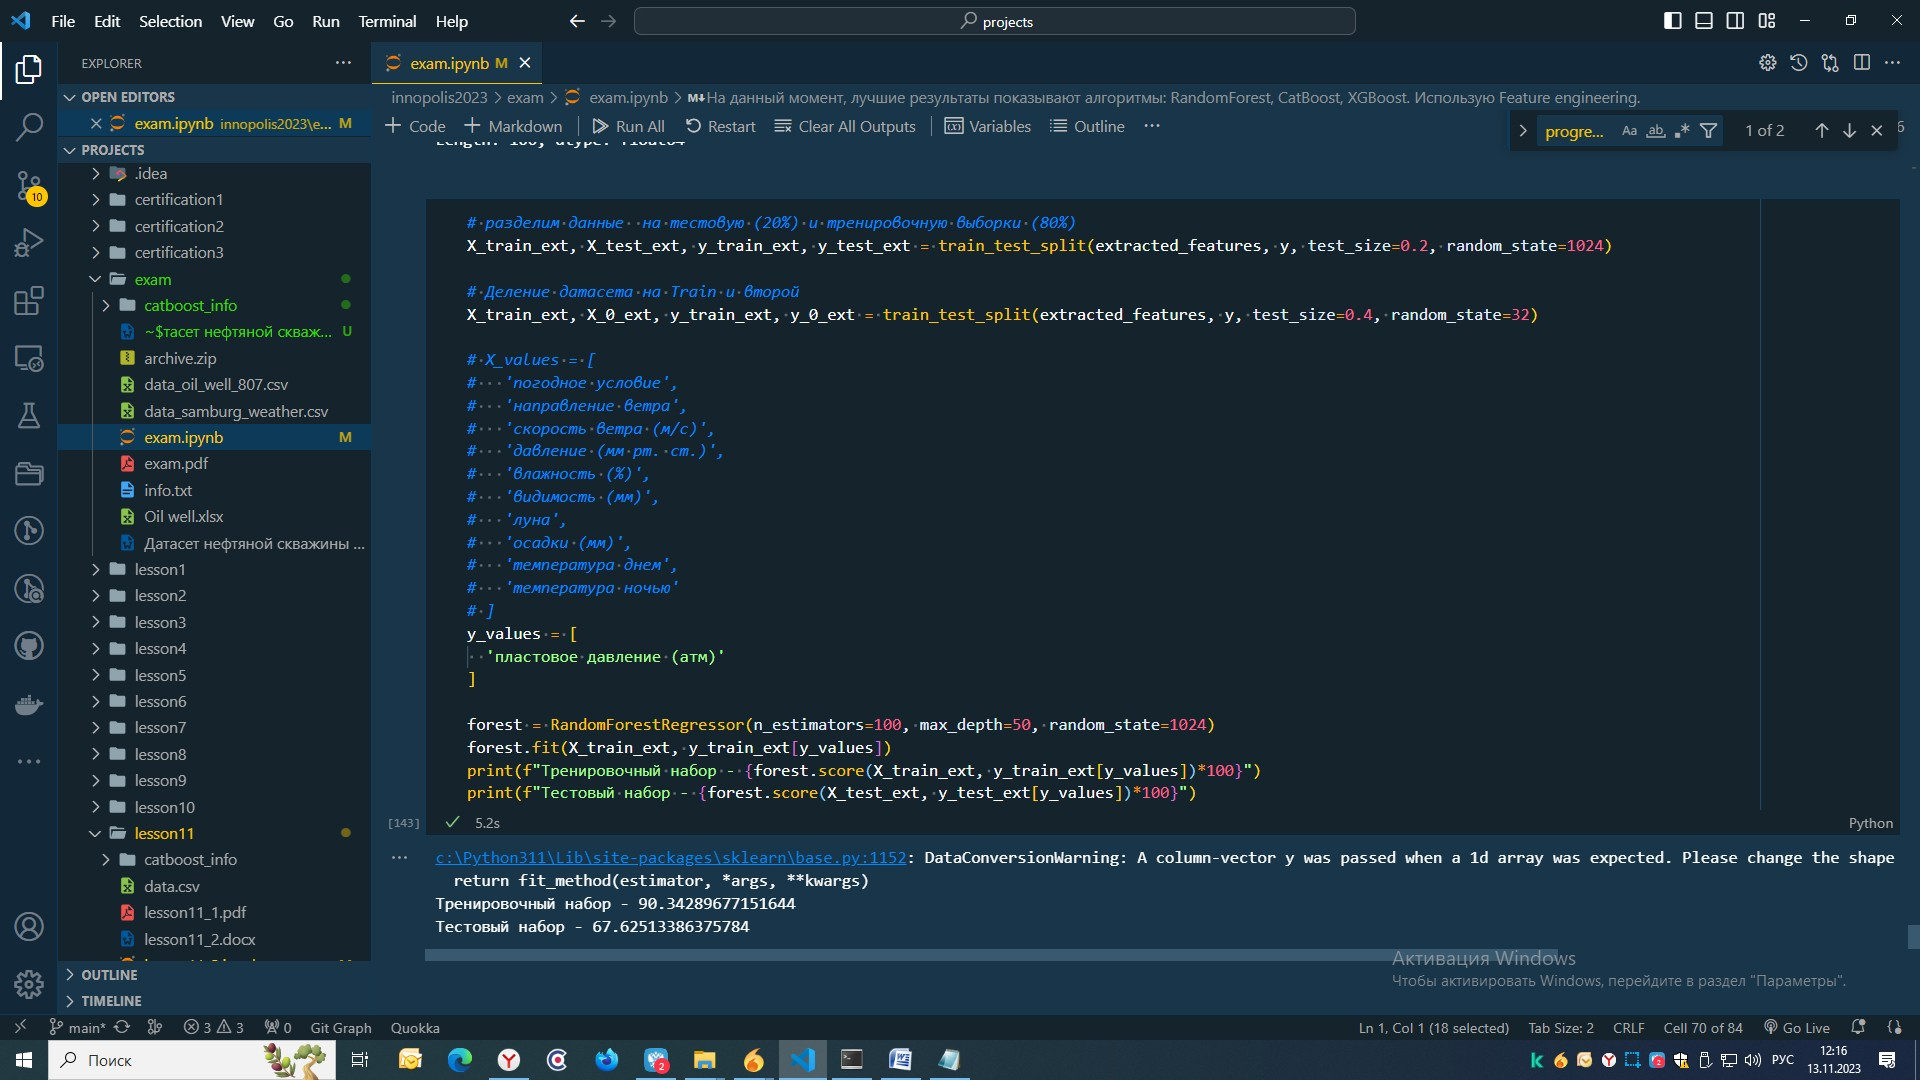 File Edit Selection View Go Run Terminal Help
projects
EXPLORER
OPEN EDITORS
exam.ipynb innopolis2023\e... M
PROJECTS
.idea
certification1
certification2
certification3
exam
catboost_info
~$тасет нефтяной скваж... U
archive.zip
data_oil_well_807.csv
data_samburg_weather.csv
exam.ipynb M
exam.pdf
info.txt
Oil well.xlsx
Датасет нефтяной скважины ...
lesson1
lesson2
lesson3
lesson4
lesson5
lesson6
lesson7
lesson8
lesson9
lesson10
lesson11
catboost_info
data.csv
lesson11_1.pdf
lesson11_2.docx
OUTLINE
TIMELINE
10
exam.ipynb M
innopolis2023 > exam > exam.ipynb > M↓На данный момент, лучшие результаты показывают алгоритмы: RandomForest, CatBoost, XGBoost. Использую Feature engineering.
+ Code + Markdown Run All Restart Clear All Outputs Variables Outline ...
progre... Aa ab 1 of 2
# разделим данные на тестовую (20%) и тренировочную выборки (80%)
X_train_ext, X_test_ext, y_train_ext, y_test_ext = train_test_split(extracted_features, y, test_size=0.2, random_state=1024)
# Деление датасета на Train и второй
X_train_ext, X_0_ext, y_train_ext, y_0_ext = train_test_split(extracted_features, y, test_size=0.4, random_state=32)
# X_values = [
#   'погодное условие',
#   'направление ветра',
#   'скорость ветра (м/с)',
#   'давление (мм рт. ст.)',
#   'влажность (%)',
#   'видимость (мм)',
#   'луна',
#   'осадки (мм)',
#   'температура днем',
#   'температура ночью'
# ]
y_values = [
  'пластовое давление (атм)'
]
forest = RandomForestRegressor(n_estimators=100, max_depth=50, random_state=1024)
forest.fit(X_train_ext, y_train_ext[y_values])
print(f"Тренировочный набор - {forest.score(X_train_ext, y_train_ext[y_values])*100}")
print(f"Тестовый набор - {forest.score(X_test_ext, y_test_ext[y_values])*100}")
[143] 5.2s Python
c:\Python311\Lib\site-packages\sklearn\base.py:1152: DataConversionWarning: A column-vector y was passed when a 1d array was expected. Please change the shape
return fit_method(estimator, *args, **kwargs)
Тренировочный набор - 90.34289677151644
Тестовый набор - 67.62513386375784
Активация Windows
Чтобы активировать Windows, перейдите в раздел "Параметры".
main* 3 3 0 Git Graph Quokka Ln 1, Col 1 (18 selected) Tab Size: 2 CRLF Cell 70 of 84 Go Live
Поиск
2 2
РУС
12:16
13.11.2023